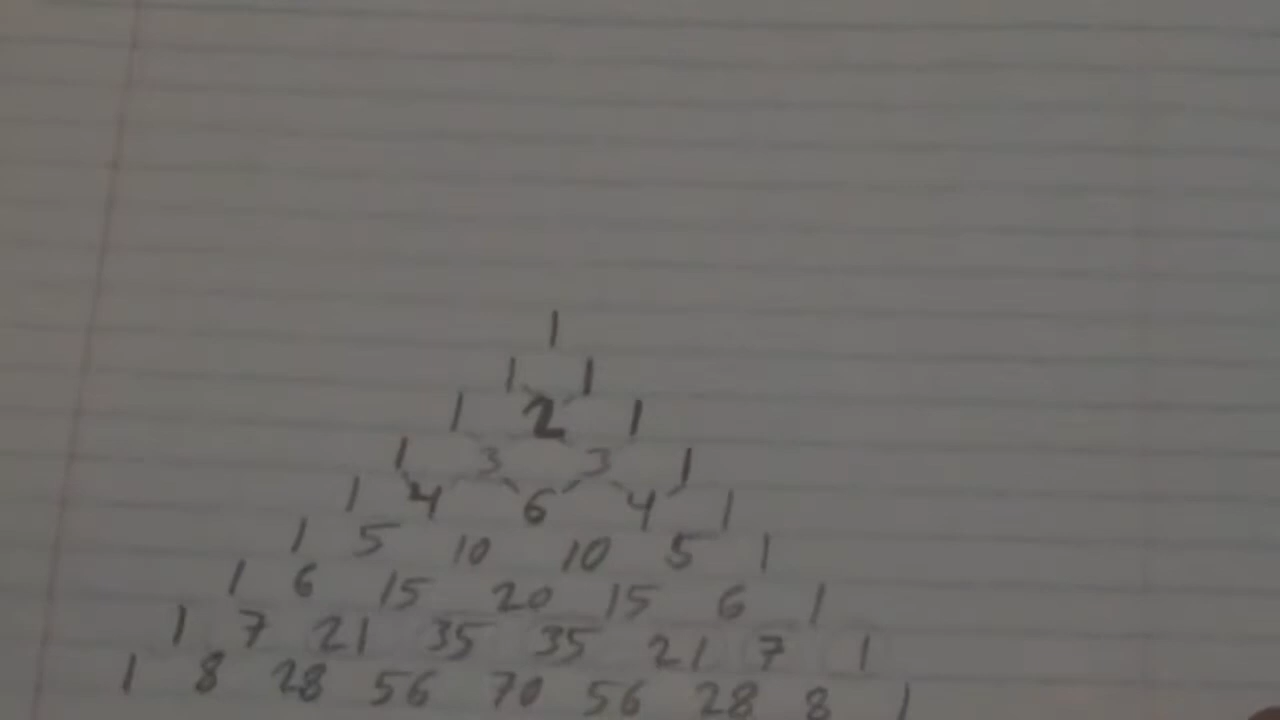 1
1 1
1 2 1
1 3 3 1
1 4 6 4 1
1 5 10 10 5 1
1 6 15 20 15 6 1
1 7 21 35 35 21 7 1
1 8 28 56 70 56 28 8 1